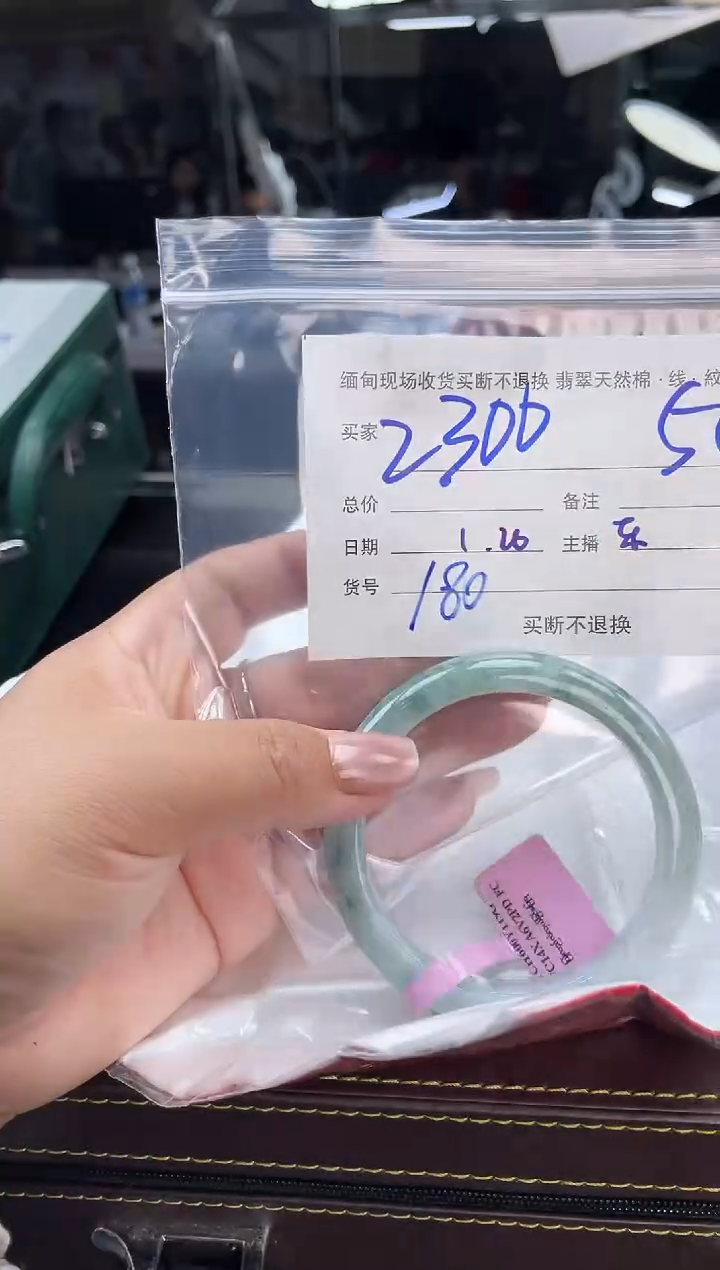 缅甸现场收货买断不退换 翡翠天然棉·线·紋
买家 2300 5
总价 备注
日期 1.26 主播 东
货号 180
买断不退换